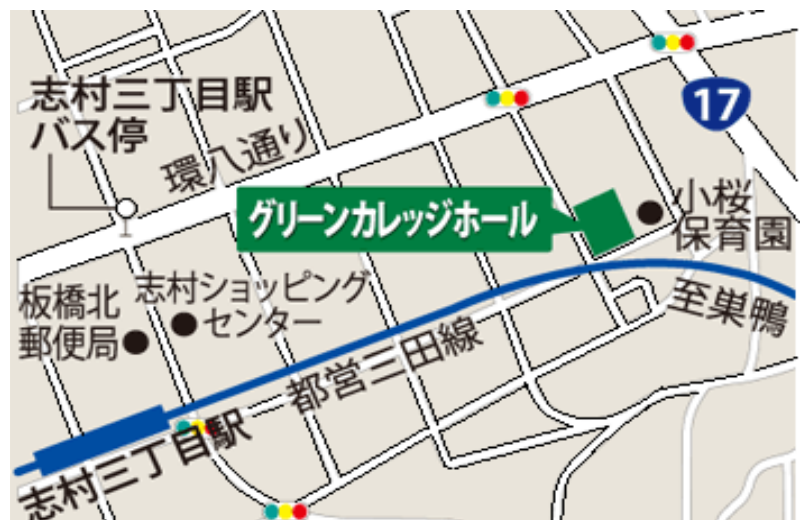 志村三丁目駅
バス停
環八通り
17
グリーンカレッジホール
小桜
保育園
板橋北
郵便局
志村ショッピング
センター
至巣鴨
都営三田線
志村三丁目駅